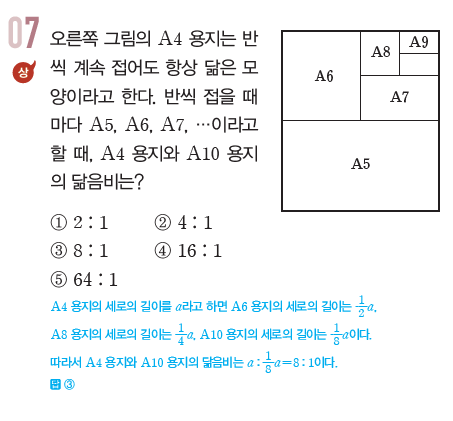 07
상
오른쪽 그림의 A4 용지는 반
씩 계속 접어도 항상 닮은 모
양이라고 한다. 반씩 접을 때
마다 A5, A6, A7, …이라고
할 때, A4 용지와 A10 용지
의 닮음비는?
A6
A8
A9
A7
A5
① 2 : 1 ② 4 : 1
③ 8 : 1 ④ 16 : 1
⑤ 64 : 1
A4 용지의 세로의 길이를 a라고 하면 A6 용지의 세로의 길이는 1/2a,
A8 용지의 세로의 길이는 1/4a, A10 용지의 세로의 길이는 1/8a이다.
따라서 A4 용지와 A10 용지의 닮음비는 a : 1/8a=8 : 1이다.
답 ③